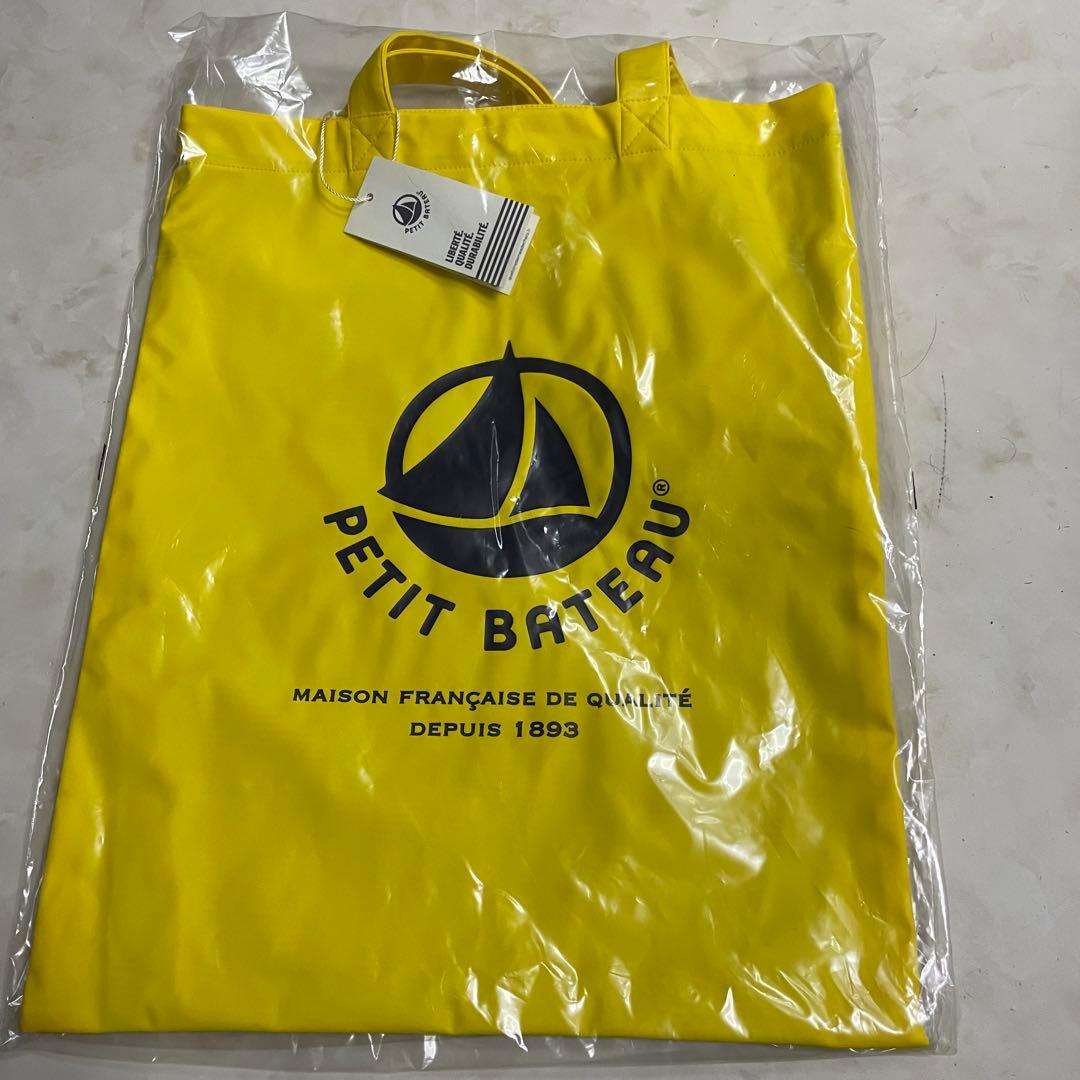 PETIT BATEAU®
LIBERTÉ.
QUALITÉ.
DURABILITÉ.
PETIT BATEAU®
MAISON FRANÇAISE DE QUALITÉ
DEPUIS 1893